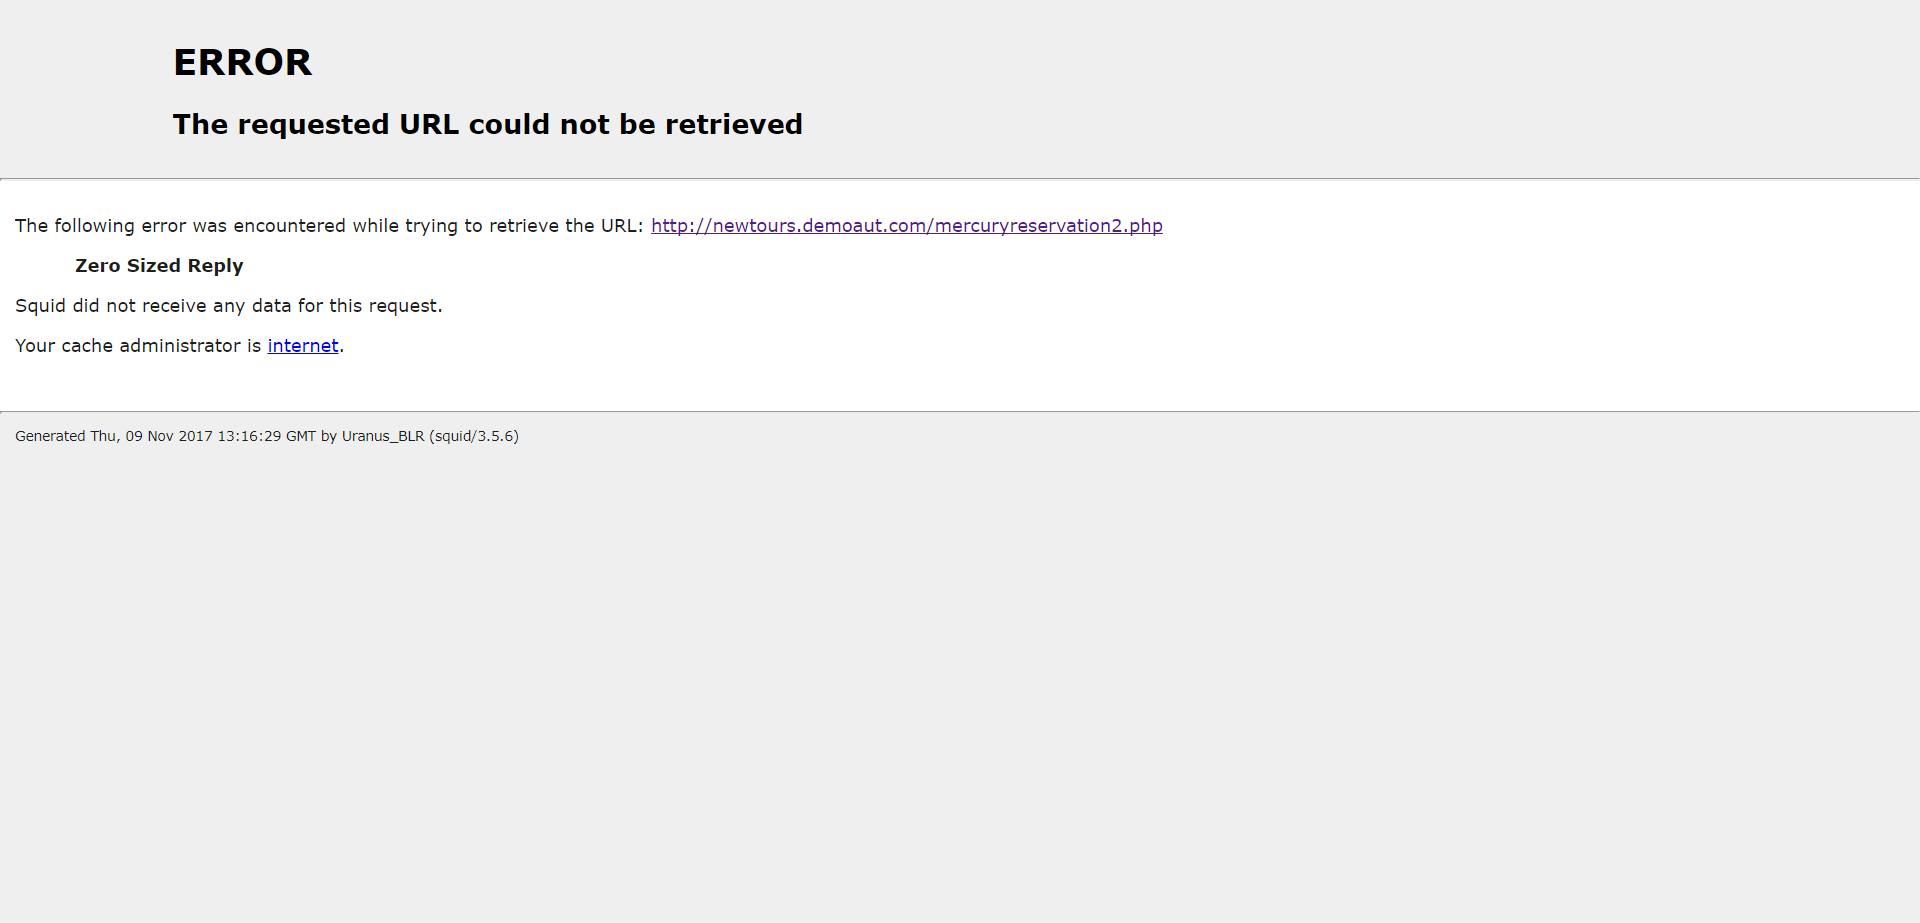 ERROR
The requested URL could not be retrieved
The following error was encountered while trying to retrieve the URL: http://newtours.demoaut.com/mercuryreservation2.php
Zero Sized Reply
Squid did not receive any data for this request.
Your cache administrator is internet.
Generated Thu, 09 Nov 2017 13:16:29 GMT by Uranus_BLR (squid/3.5.6)